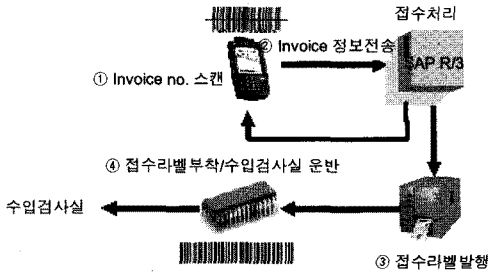 접수처리
② Invoice 정보전송
SAP R/3
① Invoice no. 스캔
④ 접수라벨부착/수입검사실 운반
수입검사실
③ 접수라벨발행